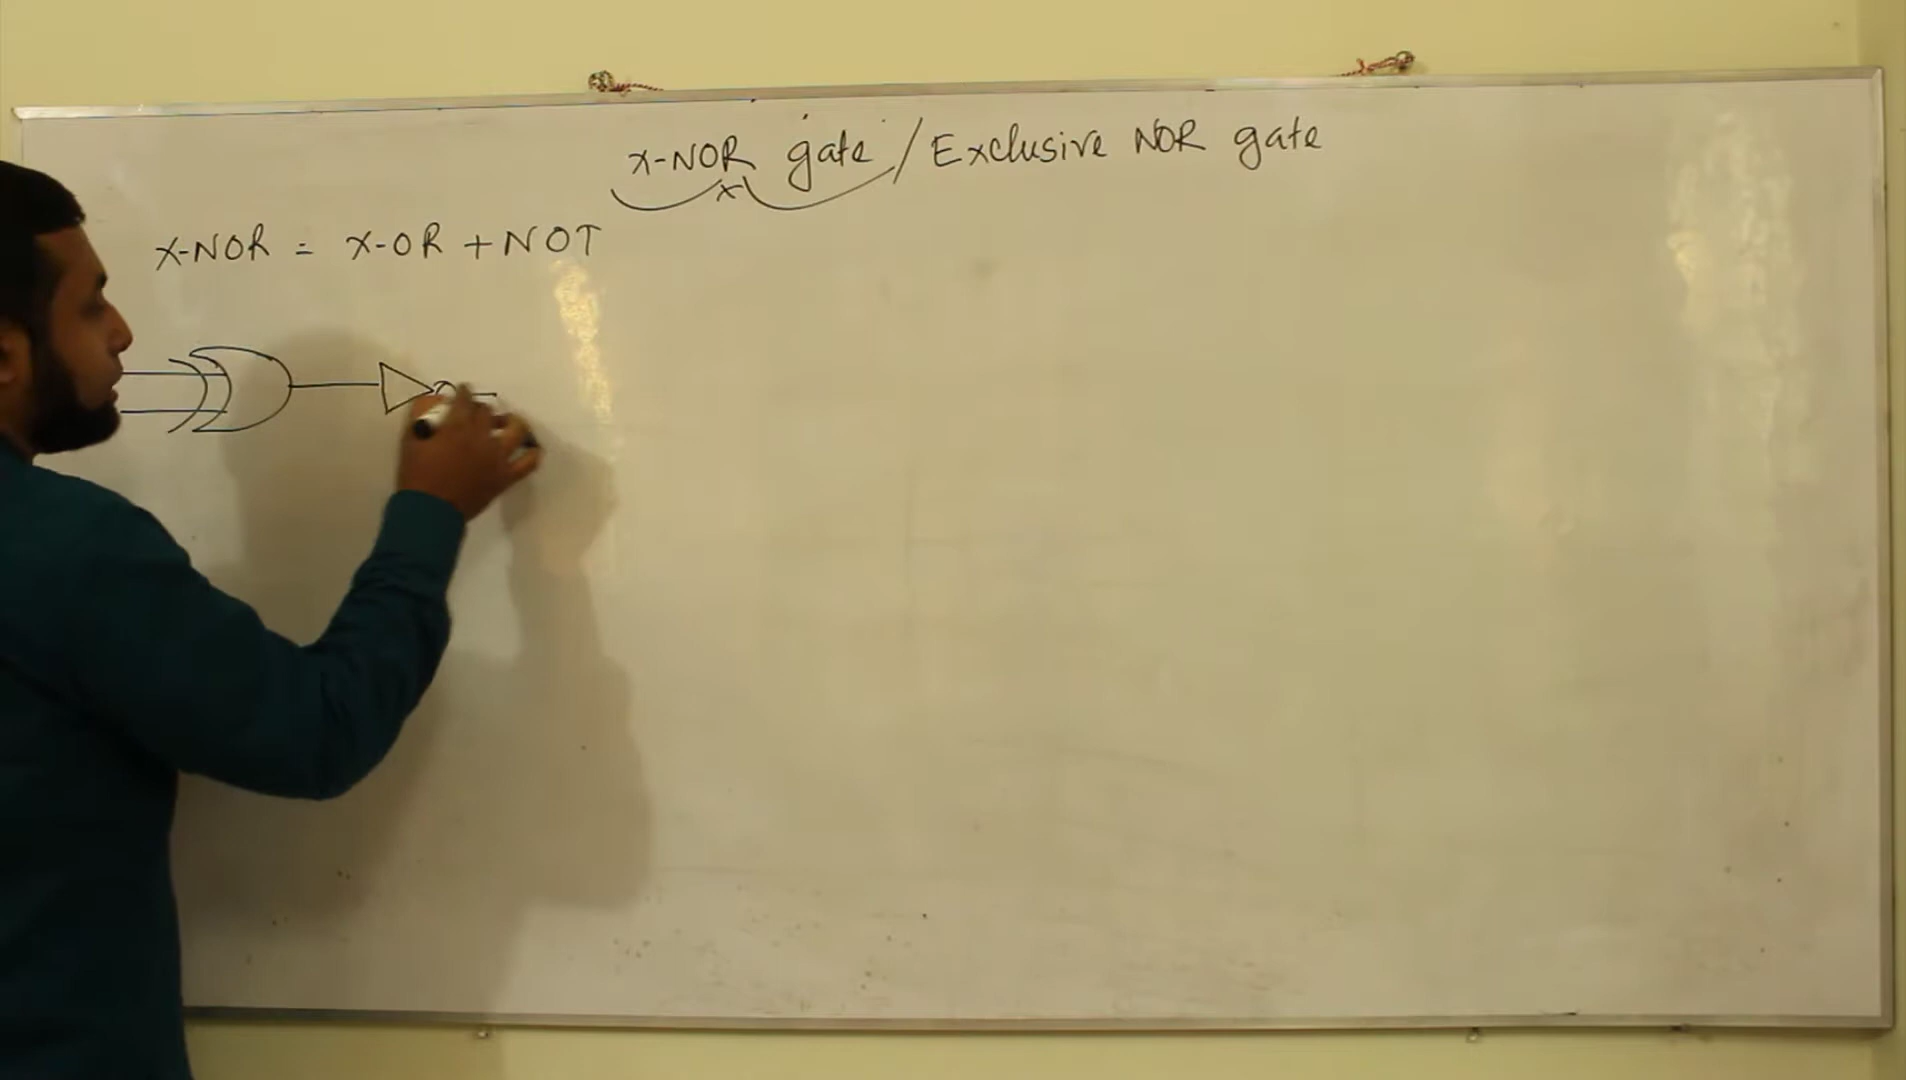 x-NOR gate / Exclusive NOR gate
x
X-NOR = X-OR + NOT